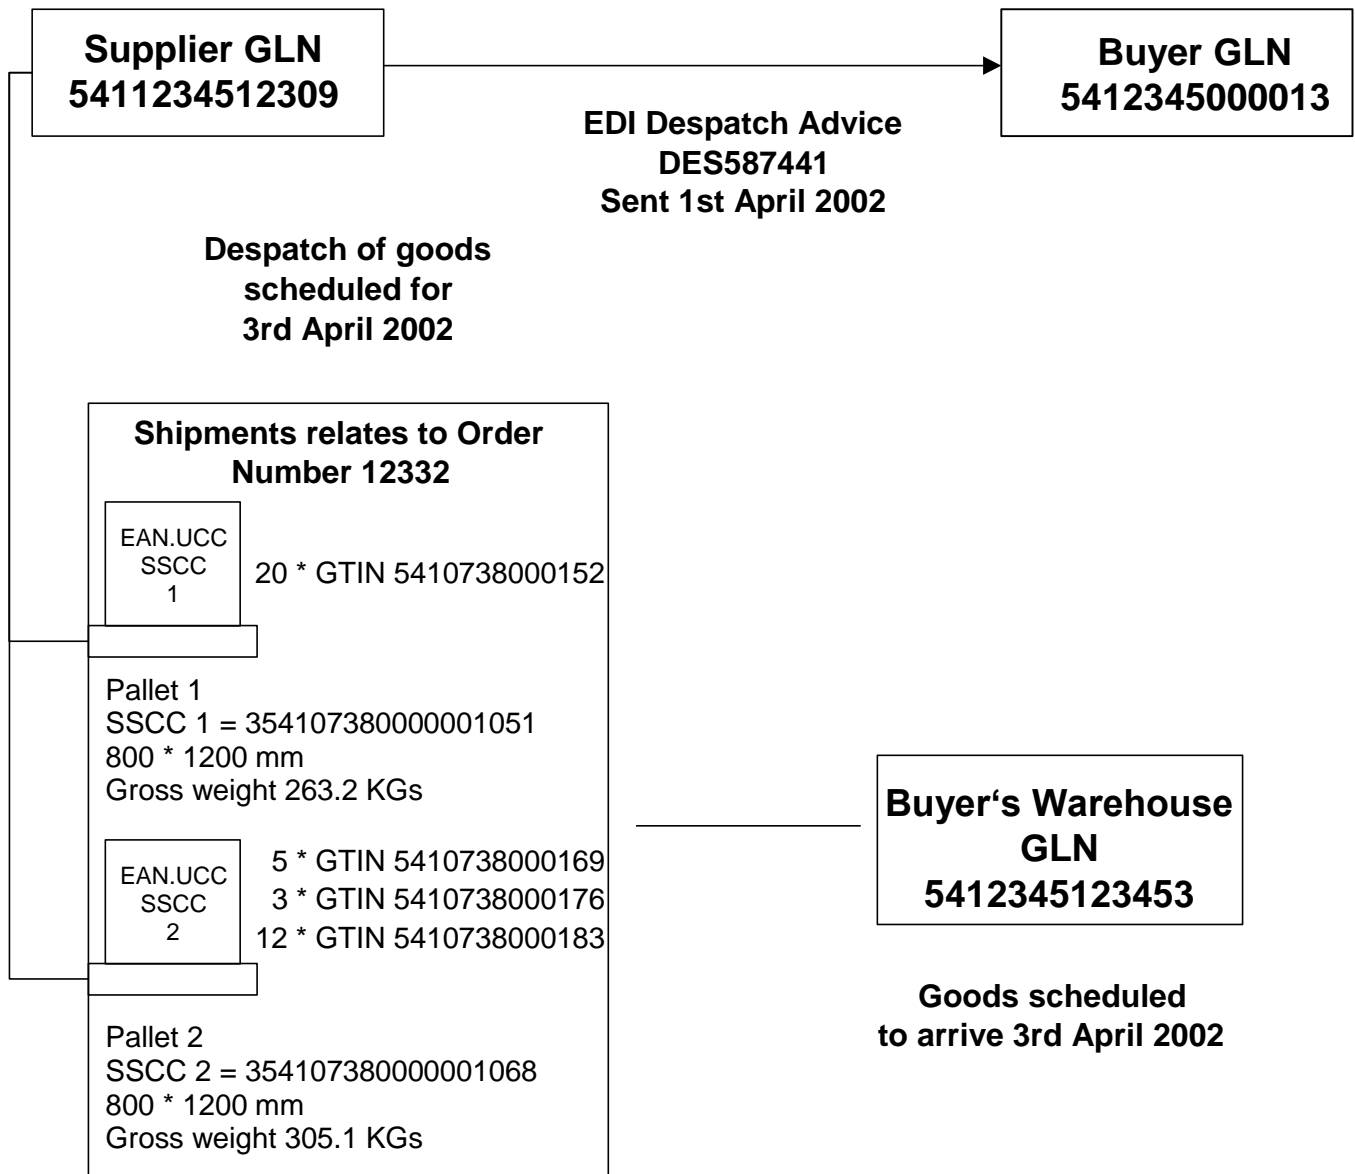 Supplier GLN
5411234512309
Buyer GLN
5412345000013
EDI Despatch Advice
DES587441
Sent 1st April 2002
Despatch of goods
scheduled for
3rd April 2002
Shipments relates to Order
Number 12332
EAN.UCC
SSCC
1
20 * GTIN 5410738000152
Pallet 1
SSCC 1 = 354107380000001051
800 * 1200 mm
Gross weight 263.2 KGs
EAN.UCC
SSCC
2
5 * GTIN 5410738000169
3 * GTIN 5410738000176
12 * GTIN 5410738000183
Pallet 2
SSCC 2 = 354107380000001068
800 * 1200 mm
Gross weight 305.1 KGs
Buyer‘s Warehouse
GLN
5412345123453
Goods scheduled
to arrive 3rd April 2002